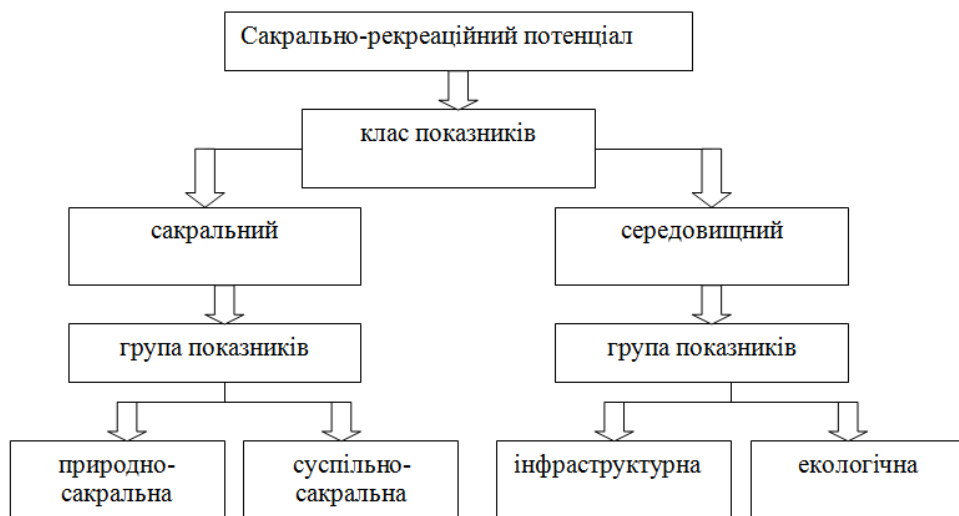 Сакрально-рекреаційний потенціал
клас показників
сакральний
середовищний
група показників
група показників
природно-
сакральна
суспільно-
сакральна
інфраструктурна
екологічна